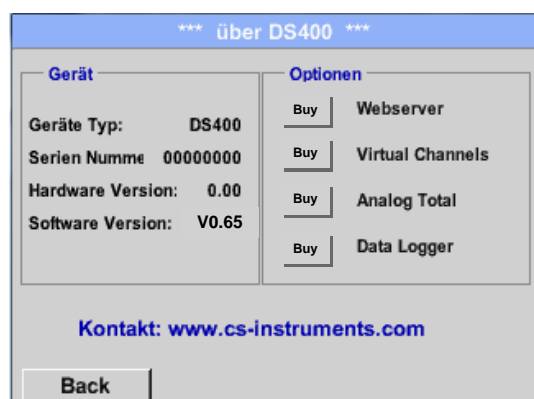 *** über DS400 ***
Gerät
Geräte Typ: DS400
Serien Numme 00000000
Hardware Version: 0.00
Software Version: V0.65
Optionen
Buy Webserver
Buy Virtual Channels
Buy Analog Total
Buy Data Logger
Kontakt: www.cs-instruments.com
Back